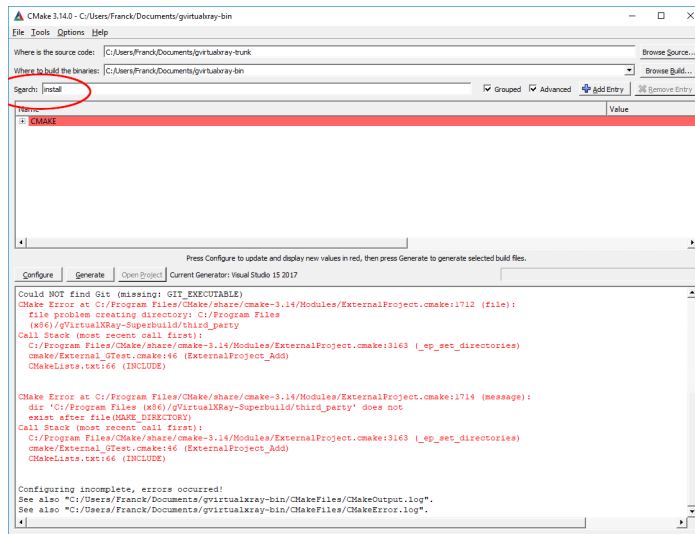 CMake 3.14.0 - C:/Users/Franck/Documents/gvirtualxray-bin
File Tools Options Help
Where is the source code: C:/Users/Franck/Documents/gvirtualxray-trunk Browse Source...
Where to build the binaries: C:/Users/Franck/Documents/gvirtualxray-bin Browse Build...
Search: install Grouped Advanced Add Entry Remove Entry
Name Value
CMAKE
Press Configure to update and display new values in red, then press Generate to generate selected build files.
Configure Generate Open Project Current Generator: Visual Studio 15 2017
Could NOT find Git (missing: GIT_EXECUTABLE)
CMake Error at C:/Program Files/CMake/share/cmake-3.14/Modules/ExternalProject.cmake:1712 (file):
file problem creating directory: C:/Program Files
(x86)/gVirtualXRay-Superbuild/third_party
Call Stack (most recent call first):
C:/Program Files/CMake/share/cmake-3.14/Modules/ExternalProject.cmake:3163 (_ep_set_directories)
cmake/External_GTest.cmake:46 (ExternalProject_Add)
CMakeLists.txt:66 (INCLUDE)
CMake Error at C:/Program Files/CMake/share/cmake-3.14/Modules/ExternalProject.cmake:1714 (message):
dir 'C:/Program Files (x86)/gVirtualXRay-Superbuild/third_party' does not
exist after file(MAKE_DIRECTORY)
Call Stack (most recent call first):
C:/Program Files/CMake/share/cmake-3.14/Modules/ExternalProject.cmake:3163 (_ep_set_directories)
cmake/External_GTest.cmake:46 (ExternalProject_Add)
CMakeLists.txt:66 (INCLUDE)
Configuring incomplete, errors occurred!
See also "C:/Users/Franck/Documents/gvirtualxray-bin/CMakeFiles/CMakeOutput.log".
See also "C:/Users/Franck/Documents/gvirtualxray-bin/CMakeFiles/CMakeError.log".